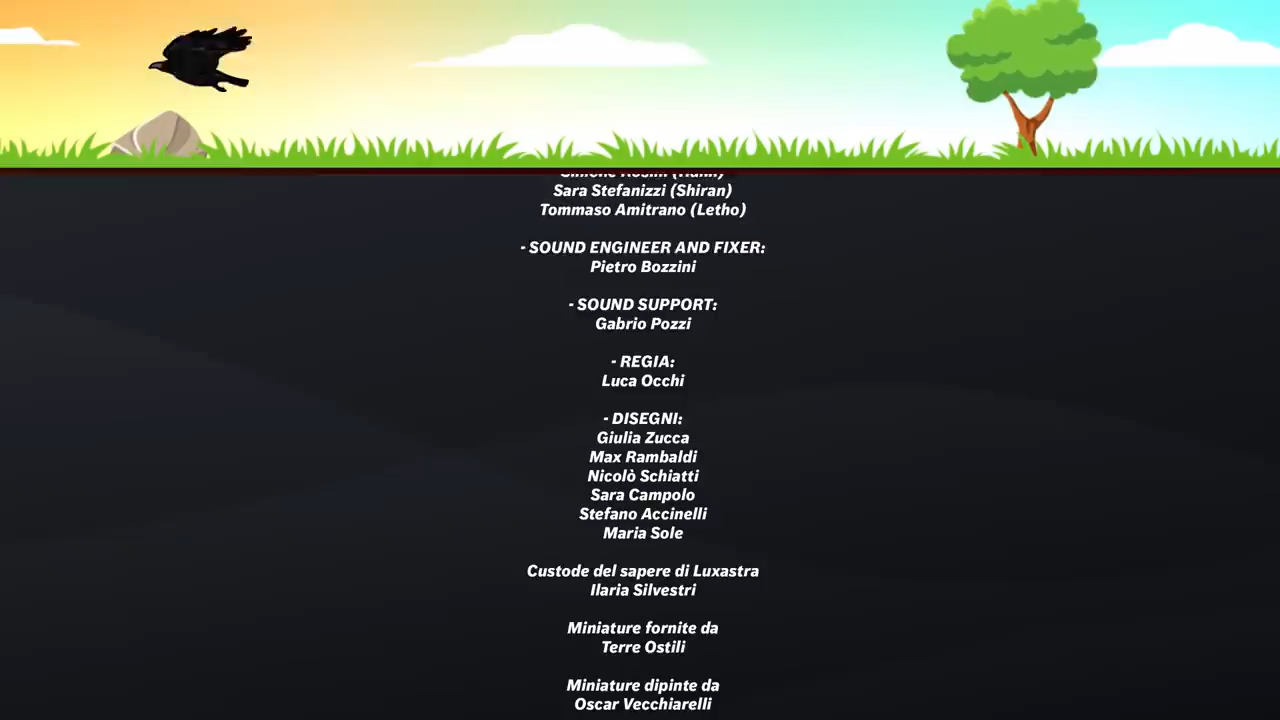 Sara Stefanizzi (Shiran)
Tommaso Amitrano (Letho)
- SOUND ENGINEER AND FIXER:
Pietro Bozzini
- SOUND SUPPORT:
Gabrio Pozzi
- REGIA:
Luca Occhi
- DISEGNI:
Giulia Zucca
Max Rambaldi
Nicolò Schiatti
Sara Campolo
Stefano Accinelli
Maria Sole
Custode del sapere di Luxastra
Ilaria Silvestri
Miniature fornite da
Terre Ostili
Miniature dipinte da
Oscar Vecchiarelli